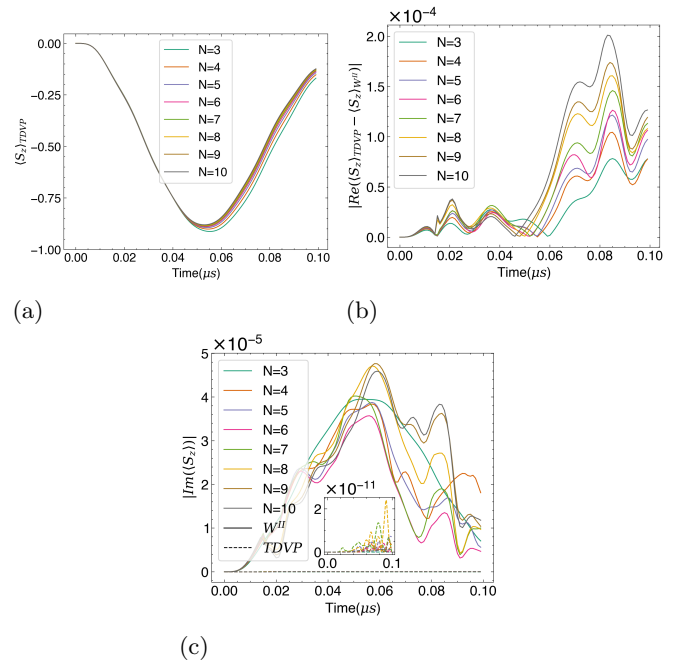 0.00
−0.25
−0.50
−0.75
−1.00
⟨S_z⟩_TDVP
N=3
N=4
N=5
N=6
N=7
N=8
N=9
N=10
0.00 0.02 0.04 0.06 0.08 0.10
Time(μs)
(a)
×10^−4
2.0
1.5
1.0
0.5
0.0
|Re(⟨S_z⟩_TDVP − ⟨S_z⟩_W^II)|
N=3
N=4
N=5
N=6
N=7
N=8
N=9
N=10
0.00 0.02 0.04 0.06 0.08 0.10
Time(μs)
(b)
×10^−5
5
4
3
2
1
0
|Im(⟨S_z⟩)|
N=3
N=4
N=5
N=6
N=7
N=8
N=9
N=10
W^II
TDVP
×10^−11
2
0
0.0 0.1
0.00 0.02 0.04 0.06 0.08 0.10
Time(μs)
(c)